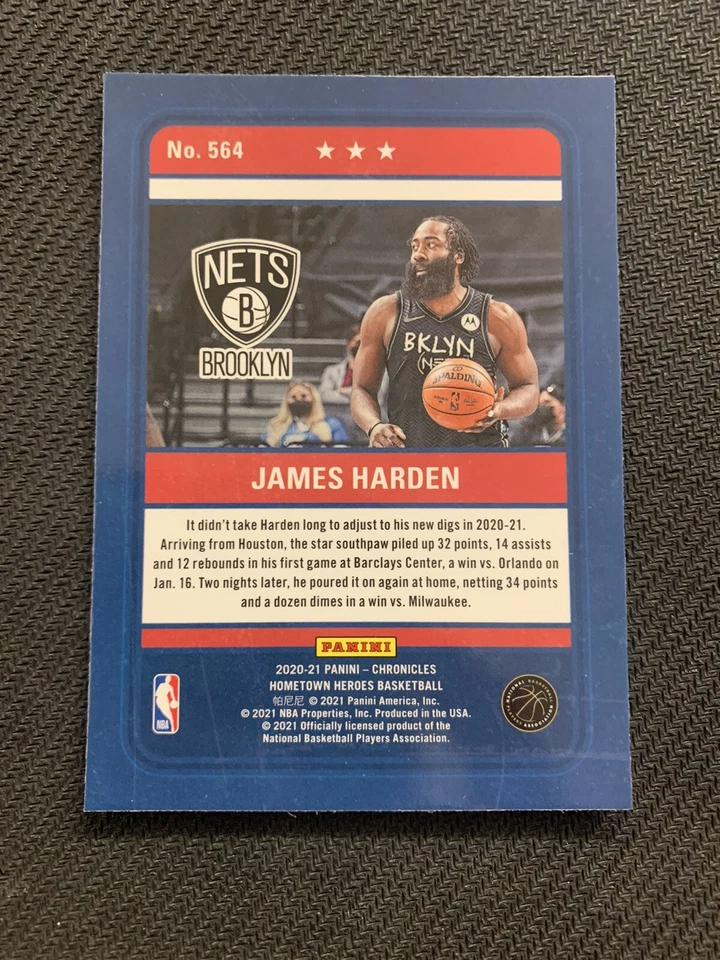 No. 564
NETS
B
BROOKLYN
BKLYN
SPALDING
JAMES HARDEN
It didn't take Harden long to adjust to his new digs in 2020-21.
Arriving from Houston, the star southpaw piled up 32 points, 14 assists
and 12 rebounds in his first game at Barclays Center, a win vs. Orlando on
Jan. 16. Two nights later, he poured it on again at home, netting 34 points
and a dozen dimes in a win vs. Milwaukee.
PANINI
2020-21 PANINI – CHRONICLES
HOMETOWN HEROES BASKETBALL
帕尼尼 © 2021 Panini America, Inc.
© 2021 NBA Properties, Inc. Produced in the USA.
© 2021 Officially licensed product of the
National Basketball Players Association.
NBA
NATIONAL BASKETBALL
PLAYERS ASSOCIATION